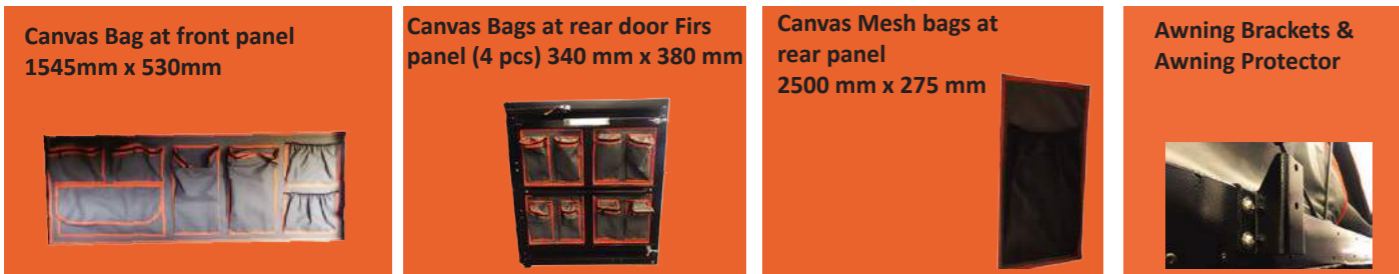 Canvas Bag at front panel
1545mm x 530mm
Canvas Bags at rear door Firs
panel (4 pcs) 340 mm x 380 mm
Canvas Mesh bags at
rear panel
2500 mm x 275 mm
Awning Brackets &
Awning Protector